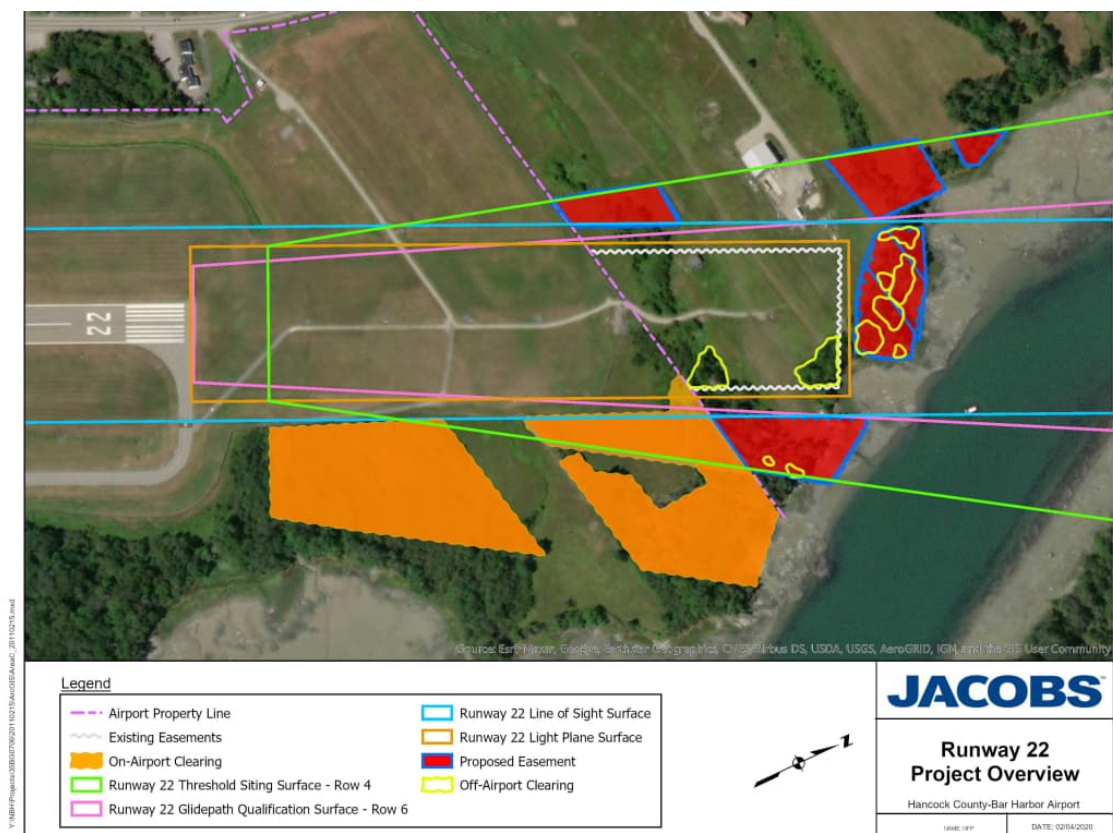 22
Source: Esri, Maxar, GeoEye, Earthstar Geographics, CNES/Airbus DS, USDA, USGS, AeroGRID, IGN, and the GIS User Community
Legend
Airport Property Line
Existing Easements
On-Airport Clearing
Runway 22 Threshold Siting Surface - Row 4
Runway 22 Glidepath Qualification Surface - Row 6
Runway 22 Line of Sight Surface
Runway 22 Light Plane Surface
Proposed Easement
Off-Airport Clearing
Z
JACOBS
Runway 22
Project Overview
Hancock County-Bar Harbor Airport
DATE: 02/04/2020